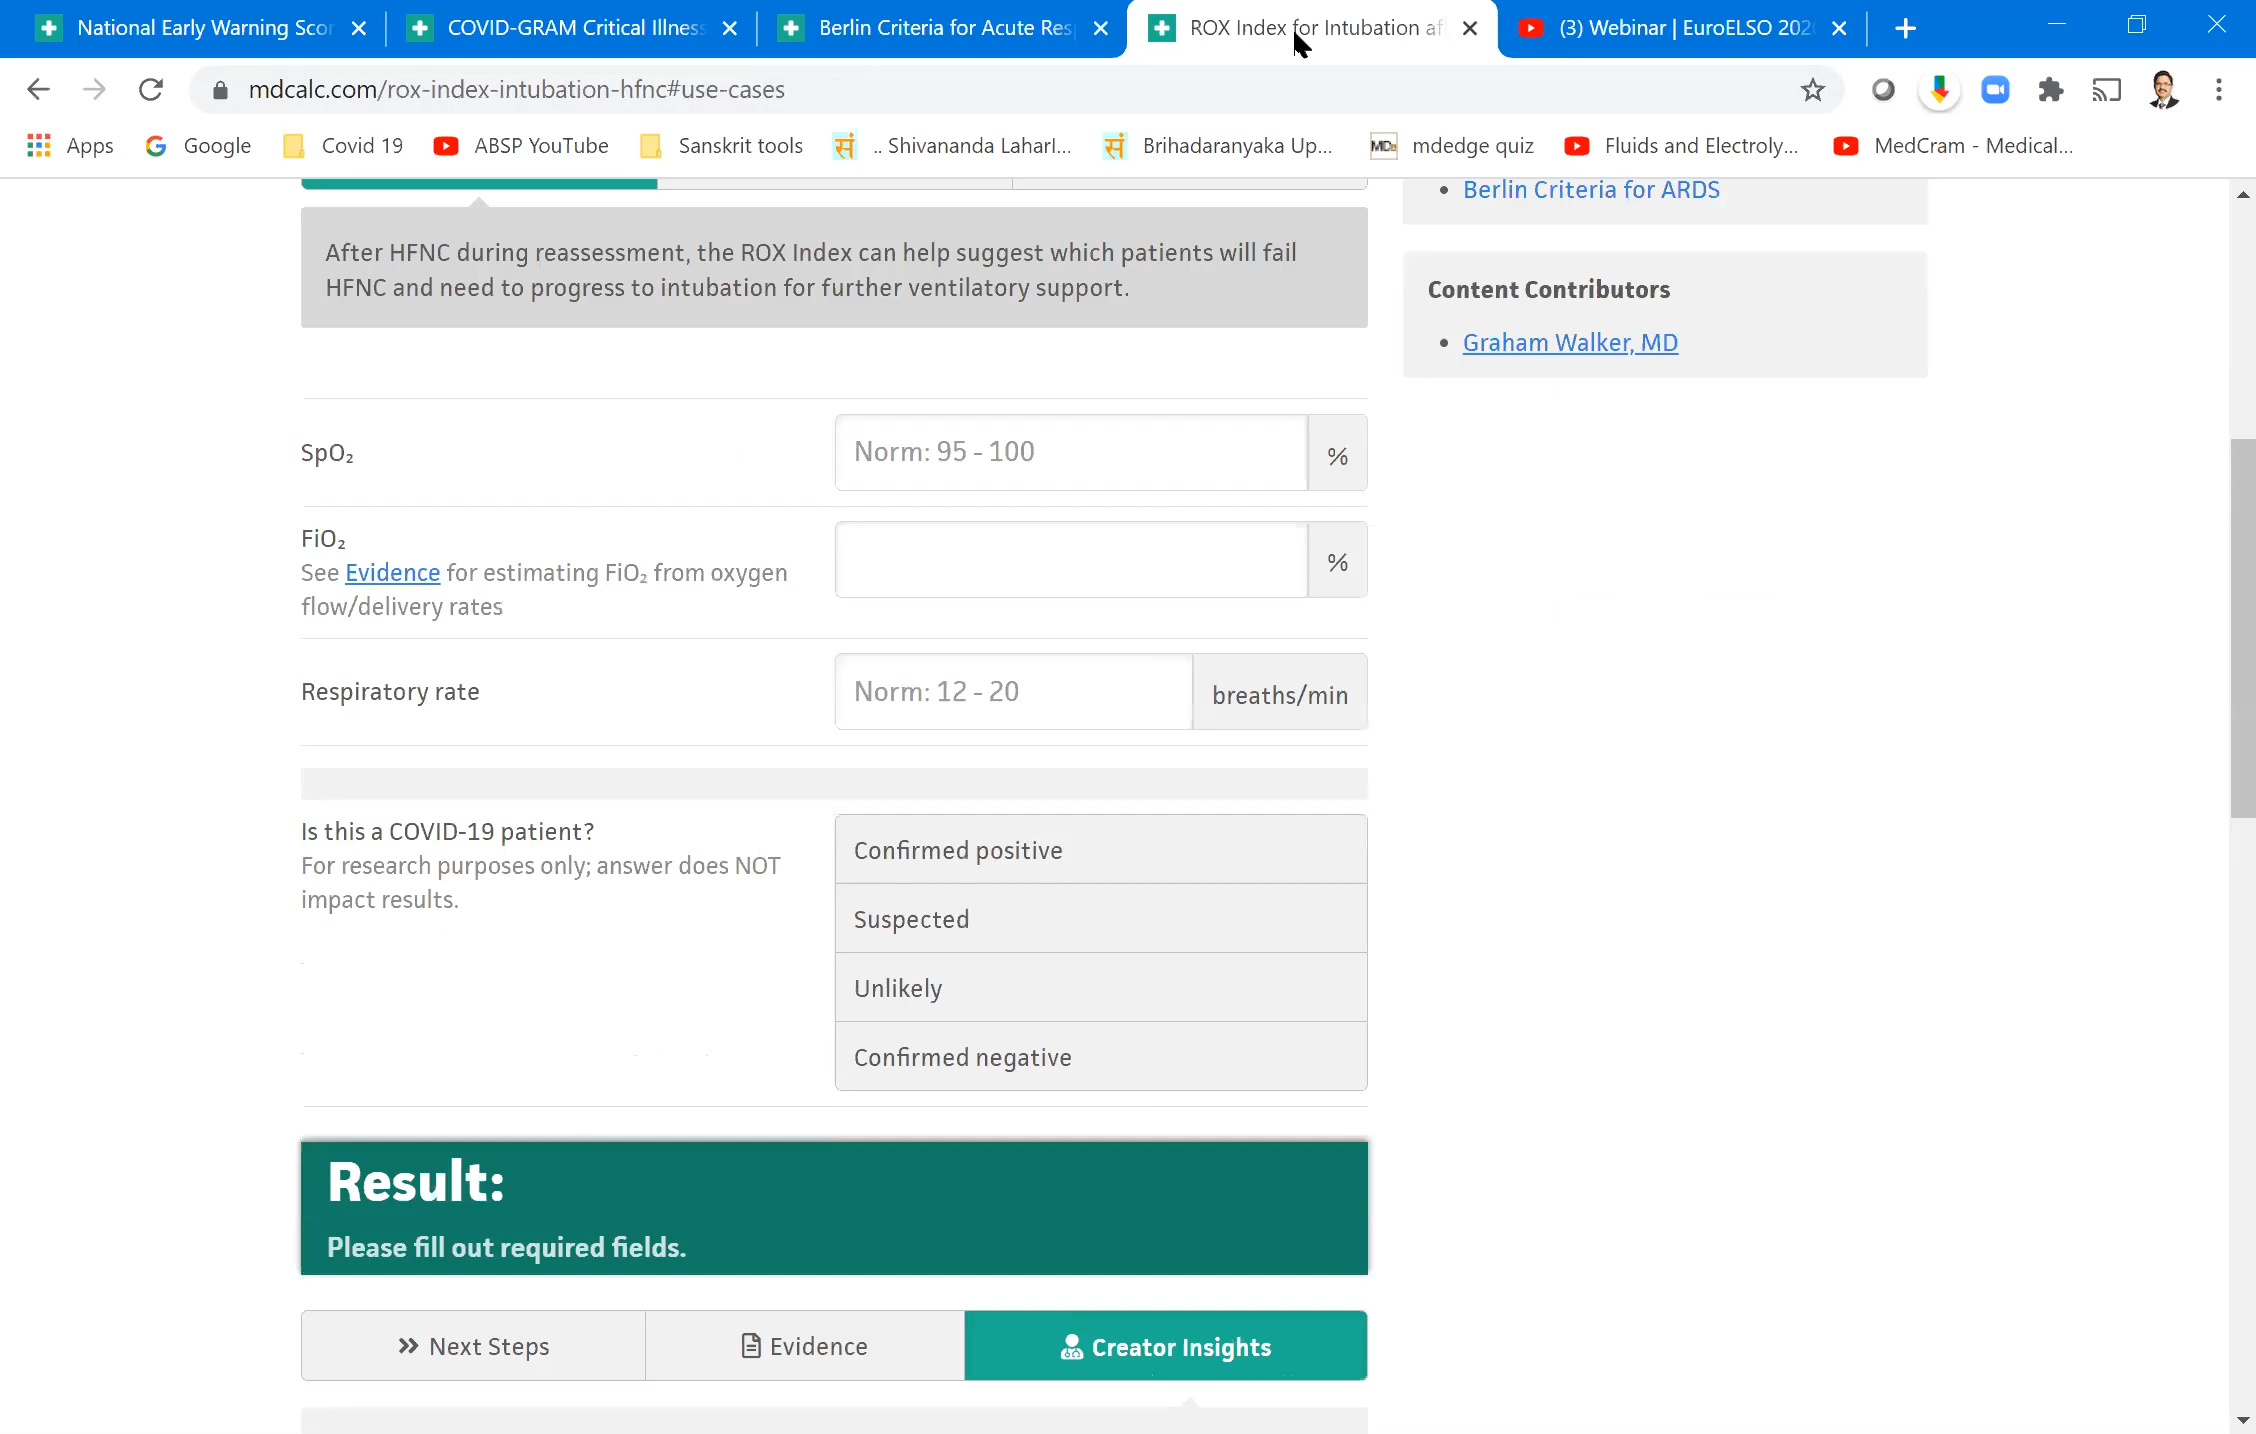 National Early Warning Scor
COVID-GRAM Critical Illness
Berlin Criteria for Acute Res
ROX Index for Intubation af
(3) Webinar | EuroELSO 202
mdcalc.com/rox-index-intubation-hfnc#use-cases
Apps
Google
Covid 19
ABSP YouTube
Sanskrit tools
सं
.. Shivananda Laharl...
सं
Brihadaranyaka Up...
mdedge quiz
Fluids and Electroly...
MedCram - Medical...
Berlin Criteria for ARDS
After HFNC during reassessment, the ROX Index can help suggest which patients will fail
HFNC and need to progress to intubation for further ventilatory support.
Content Contributors
Graham Walker, MD
SpO₂
Norm: 95 - 100
%
FiO₂
See Evidence for estimating FiO₂ from oxygen
flow/delivery rates
%
Respiratory rate
Norm: 12 - 20
breaths/min
Is this a COVID-19 patient?
For research purposes only; answer does NOT
impact results.
Confirmed positive
Suspected
Unlikely
Confirmed negative
Result:
Please fill out required fields.
Next Steps
Evidence
Creator Insights